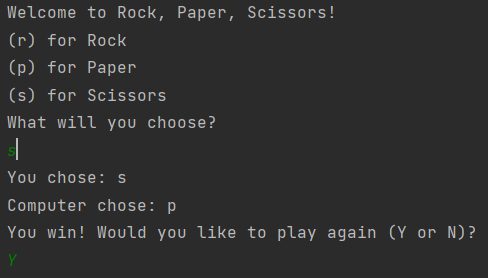 Welcome to Rock, Paper, Scissors!
(r) for Rock
(p) for Paper
(s) for Scissors
What will you choose?
s
You chose: s
Computer chose: p
You win! Would you like to play again (Y or N)?
Y